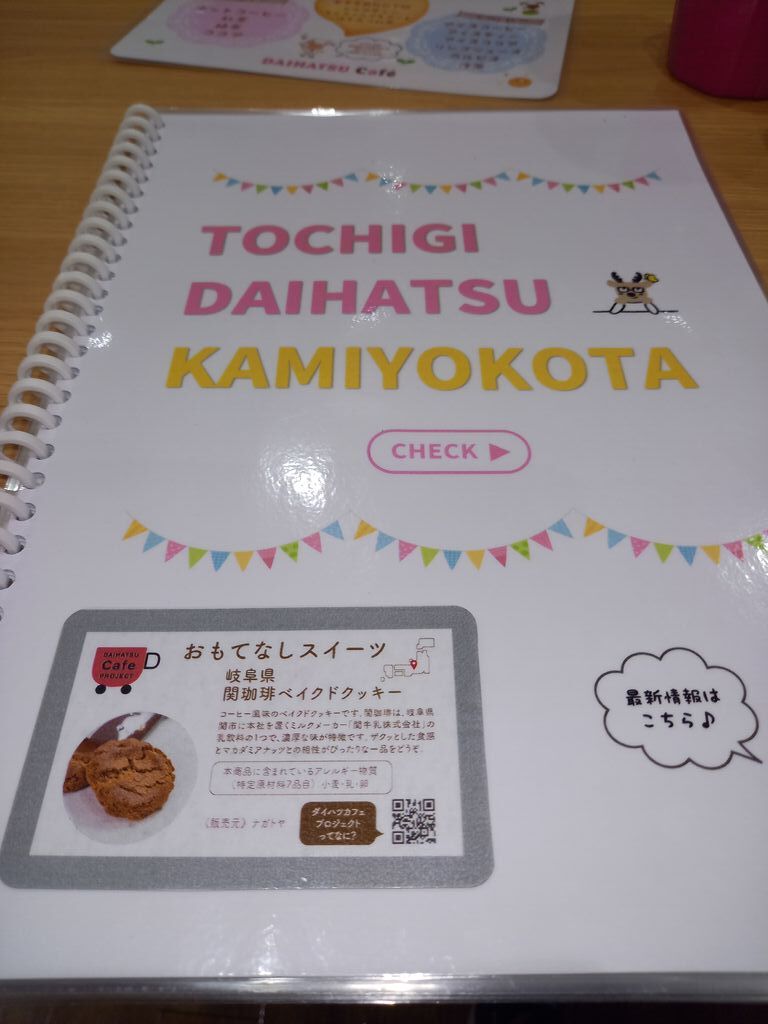 ココア
カルピス
DAIHATSU Café
TOCHIGI
DAIHATSU
KAMIYOKOTA
CHECK ▶
DAIHATSU
Cafe
PROJECT
おもてなしスイーツ
岐阜県
関珈琲ベイクドクッキー
コーヒー風味のベイクドクッキーです。関珈琲は、岐阜県
関市に本社を置くミルクメーカー「関牛乳株式会社」の
乳飲料の1つで、濃厚な味が特徴です。ザクッとした食感
とマカダミアナッツとの相性がぴったりな一品をどうぞ。
本商品に含まれているアレルギー物質
（特定原材料7品目）小麦・乳・卵
《販売元》ナガトヤ
ダイハツカフェ
プロジェクト
ってなに?
最新情報は
こちら♪